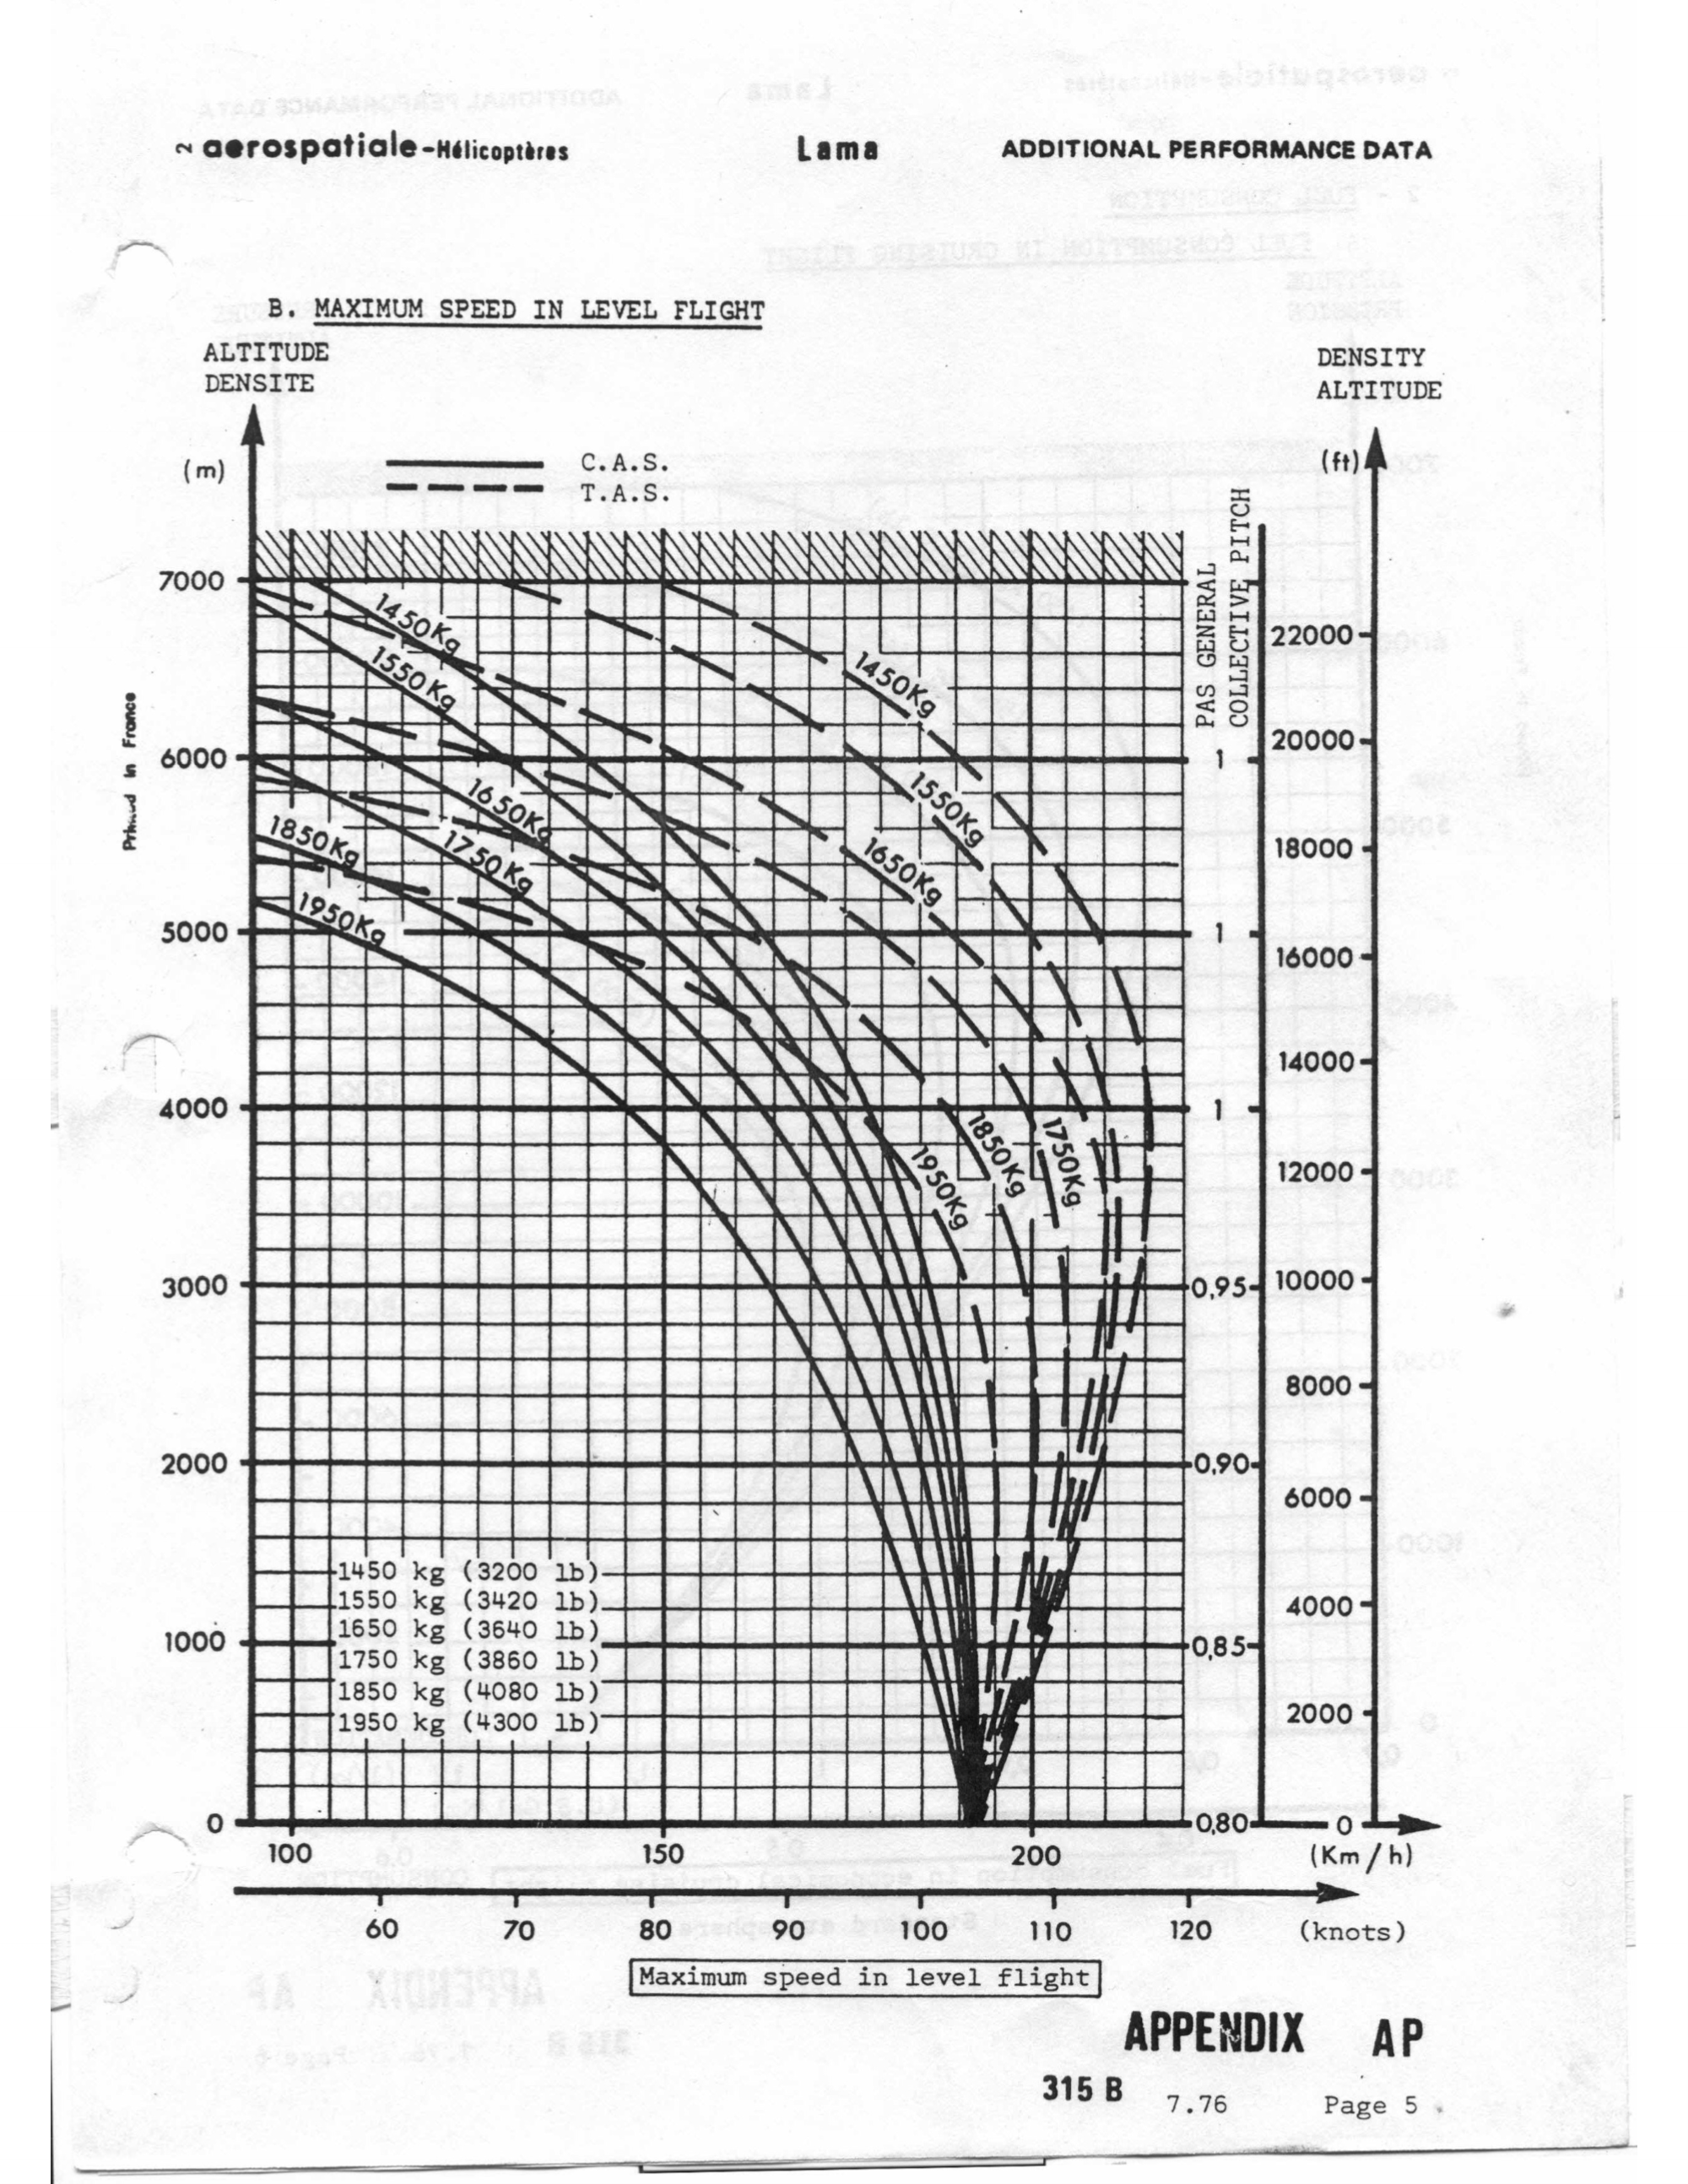 2 aerospatiale-Hélicoptères Lama ADDITIONAL PERFORMANCE DATA
B. MAXIMUM SPEED IN LEVEL FLIGHT
ALTITUDE
DENSITE
DENSITY
ALTITUDE
(m)
(ft)
C.A.S.
T.A.S.
PAS GENERAL
COLLECTIVE PITCH
Printed in France
7000
6000
5000
4000
3000
2000
1000
0
1450Kg
1550Kg
1650Kg
1750Kg
1850Kg
1950Kg
1450Kg
1550Kg
1650Kg
1750Kg
1850Kg
1950Kg
1
1
1
0,95
0,90
0,85
0,80
22000
20000
18000
16000
14000
12000
10000
8000
6000
4000
2000
0
1450 kg (3200 lb)
1550 kg (3420 lb)
1650 kg (3640 lb)
1750 kg (3860 lb)
1850 kg (4080 lb)
1950 kg (4300 lb)
100 150 200 (Km/h)
60 70 80 90 100 110 120 (knots)
Maximum speed in level flight
APPENDIX AP
315 B 7.76 Page 5